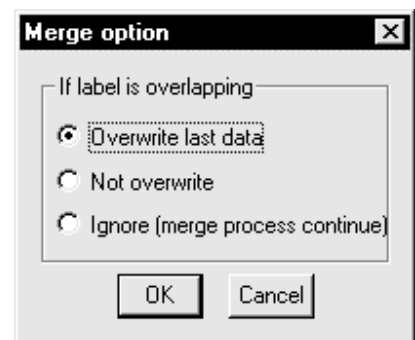 Merge option
If label is overlapping
Overwrite last data
Not overwrite
Ignore (merge process continue)
OK Cancel